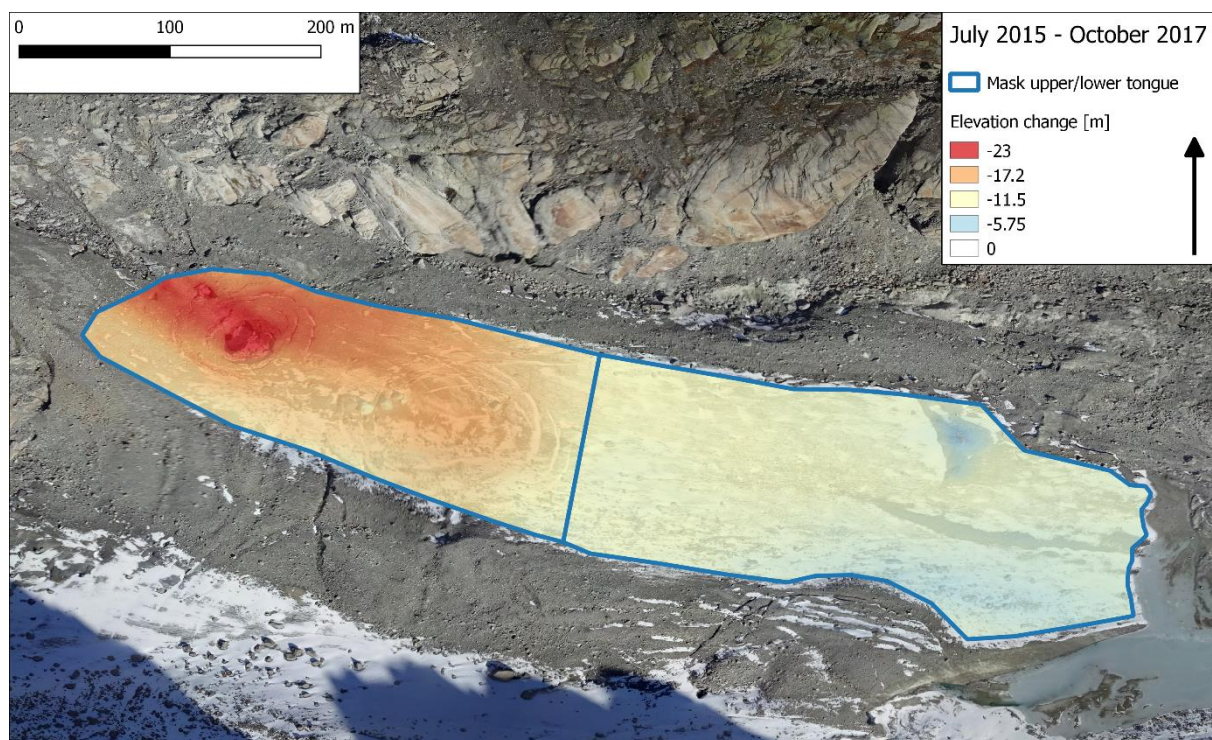 0 100 200 m
July 2015 - October 2017
Mask upper/lower tongue
Elevation change [m]
-23
-17.2
-11.5
-5.75
0